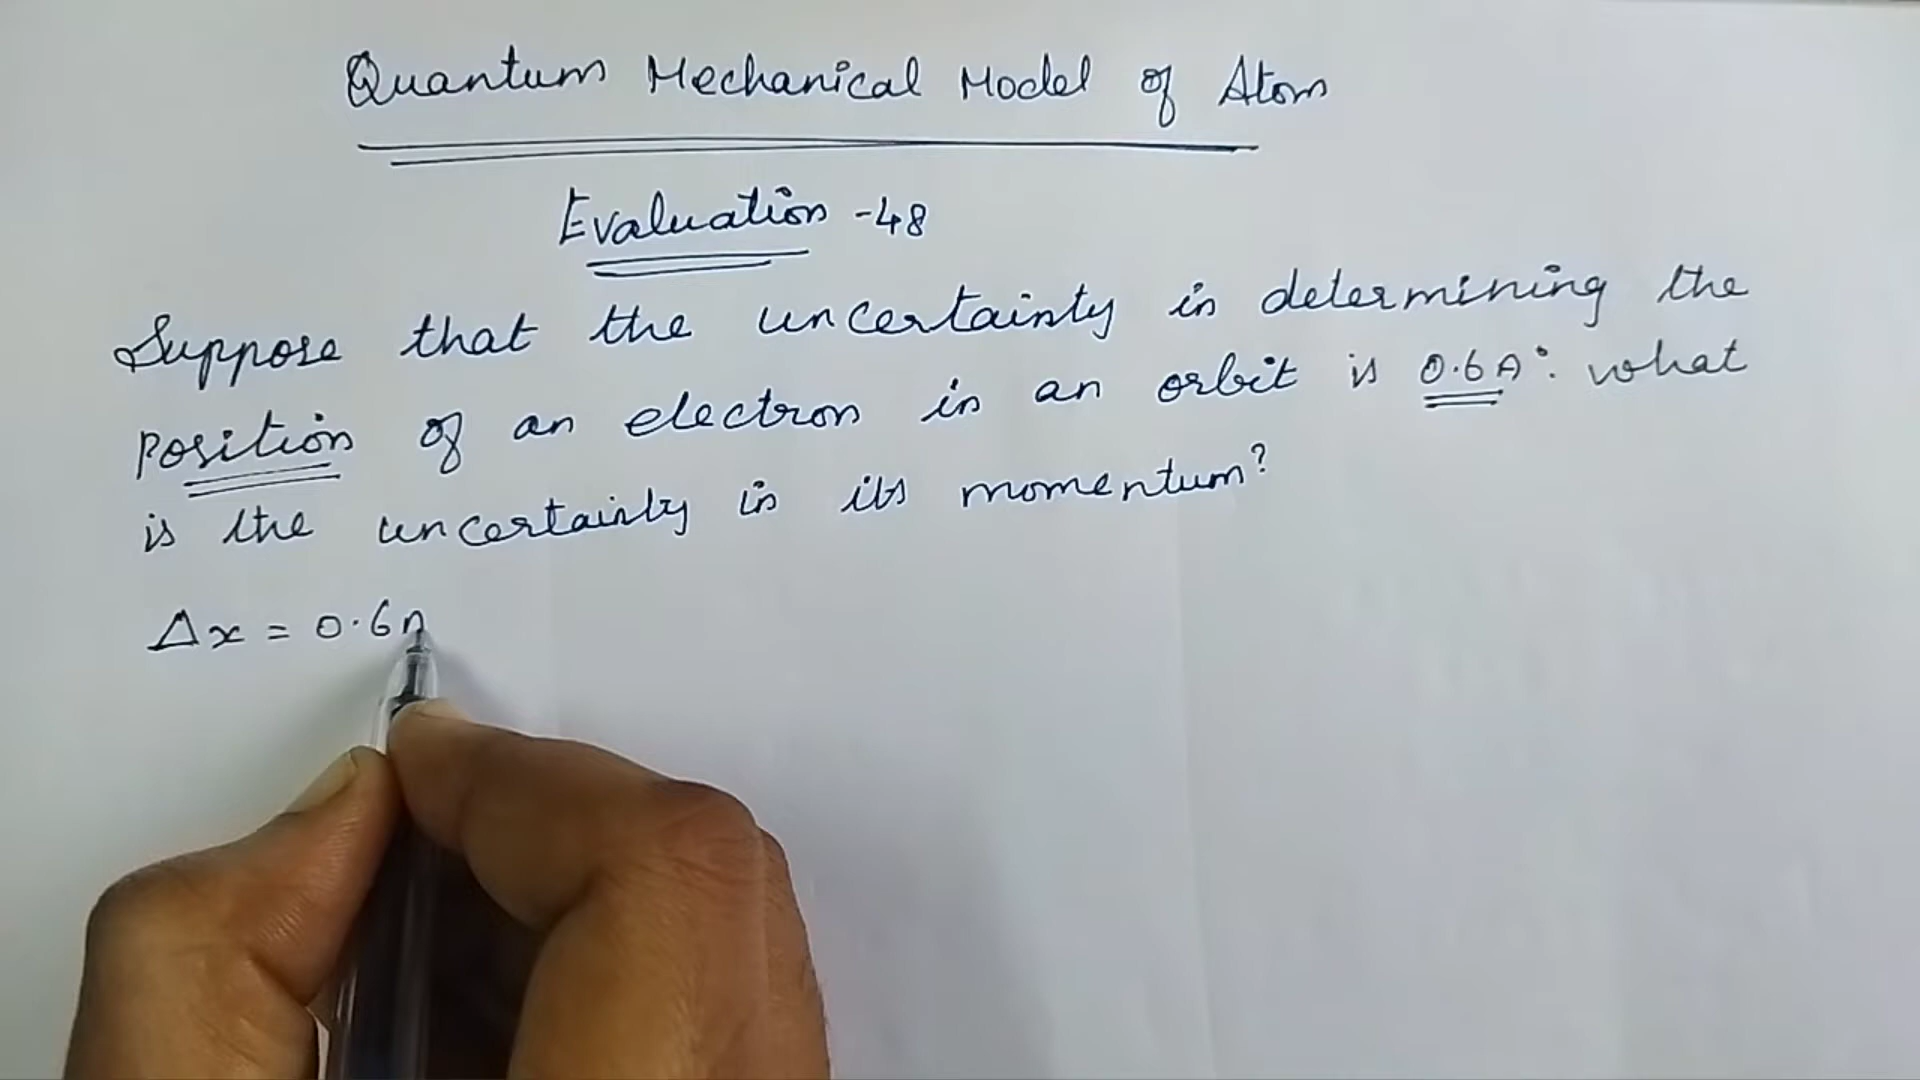 Quantum Mechanical Model of Atom
Evaluation -48
Suppose that the uncertainty in determining the
position of an electron in an orbit is 0.6A°. what
is the uncertainty in its momentum?
Δx = 0.6A